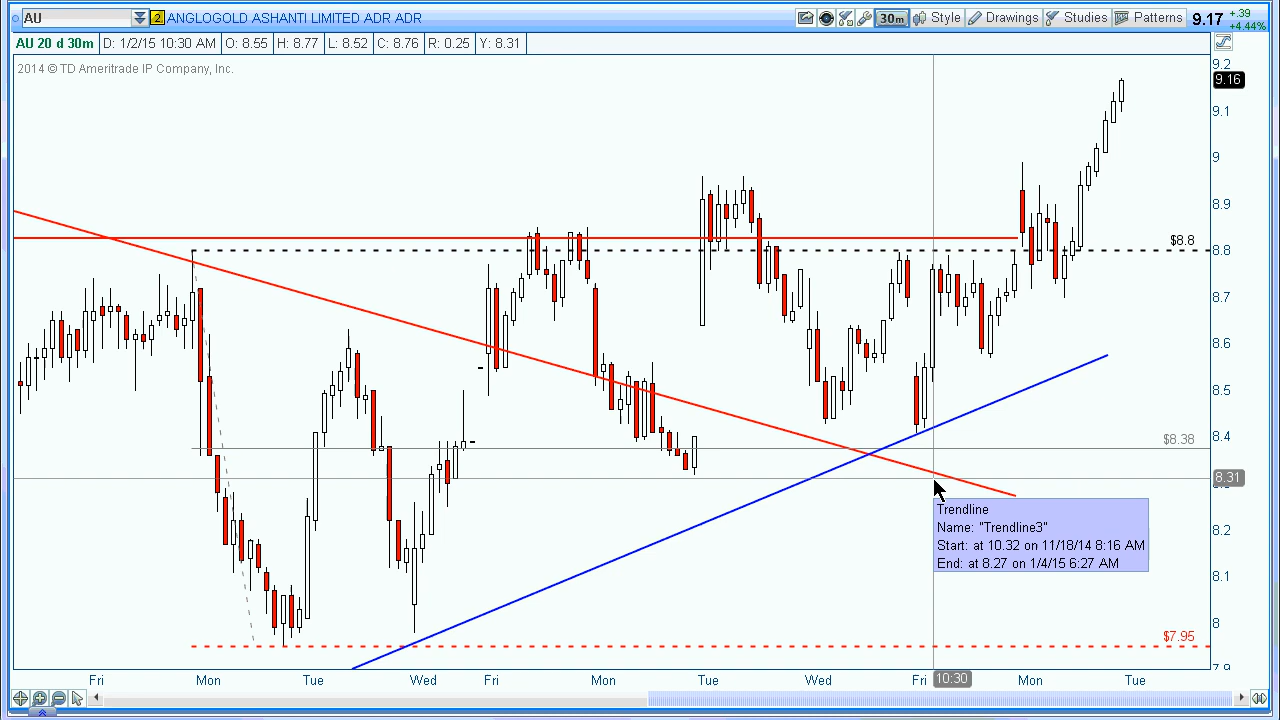 AU 2 ANGLOGOLD ASHANTI LIMITED ADR ADR 30m Style Drawings Studies Patterns 9.17 +.39
+4.44%
AU 20 d 30m D: 1/2/15 10:30 AM O: 8.55 H: 8.77 L: 8.52 C: 8.76 R: 0.25 Y: 8.31
2014 © TD Ameritrade IP Company, Inc.
9.2
9.16
9.1
9
8.9
$8.8
8.8
8.7
8.6
8.5
$8.38
8.4
8.31
8.2
8.1
8
$7.95
7.9
Trendline
Name: "Trendline3"
Start: at 10.32 on 11/18/14 8:16 AM
End: at 8.27 on 1/4/15 6:27 AM
Fri Mon Tue Wed Fri Mon Tue Wed Fri 10:30 Mon Tue